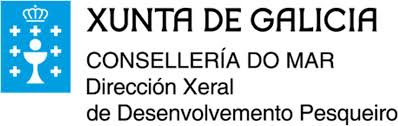 XUNTA DE GALICIA
CONSELLERÍA DO MAR
Dirección Xeral
de Desenvolvemento Pesqueiro